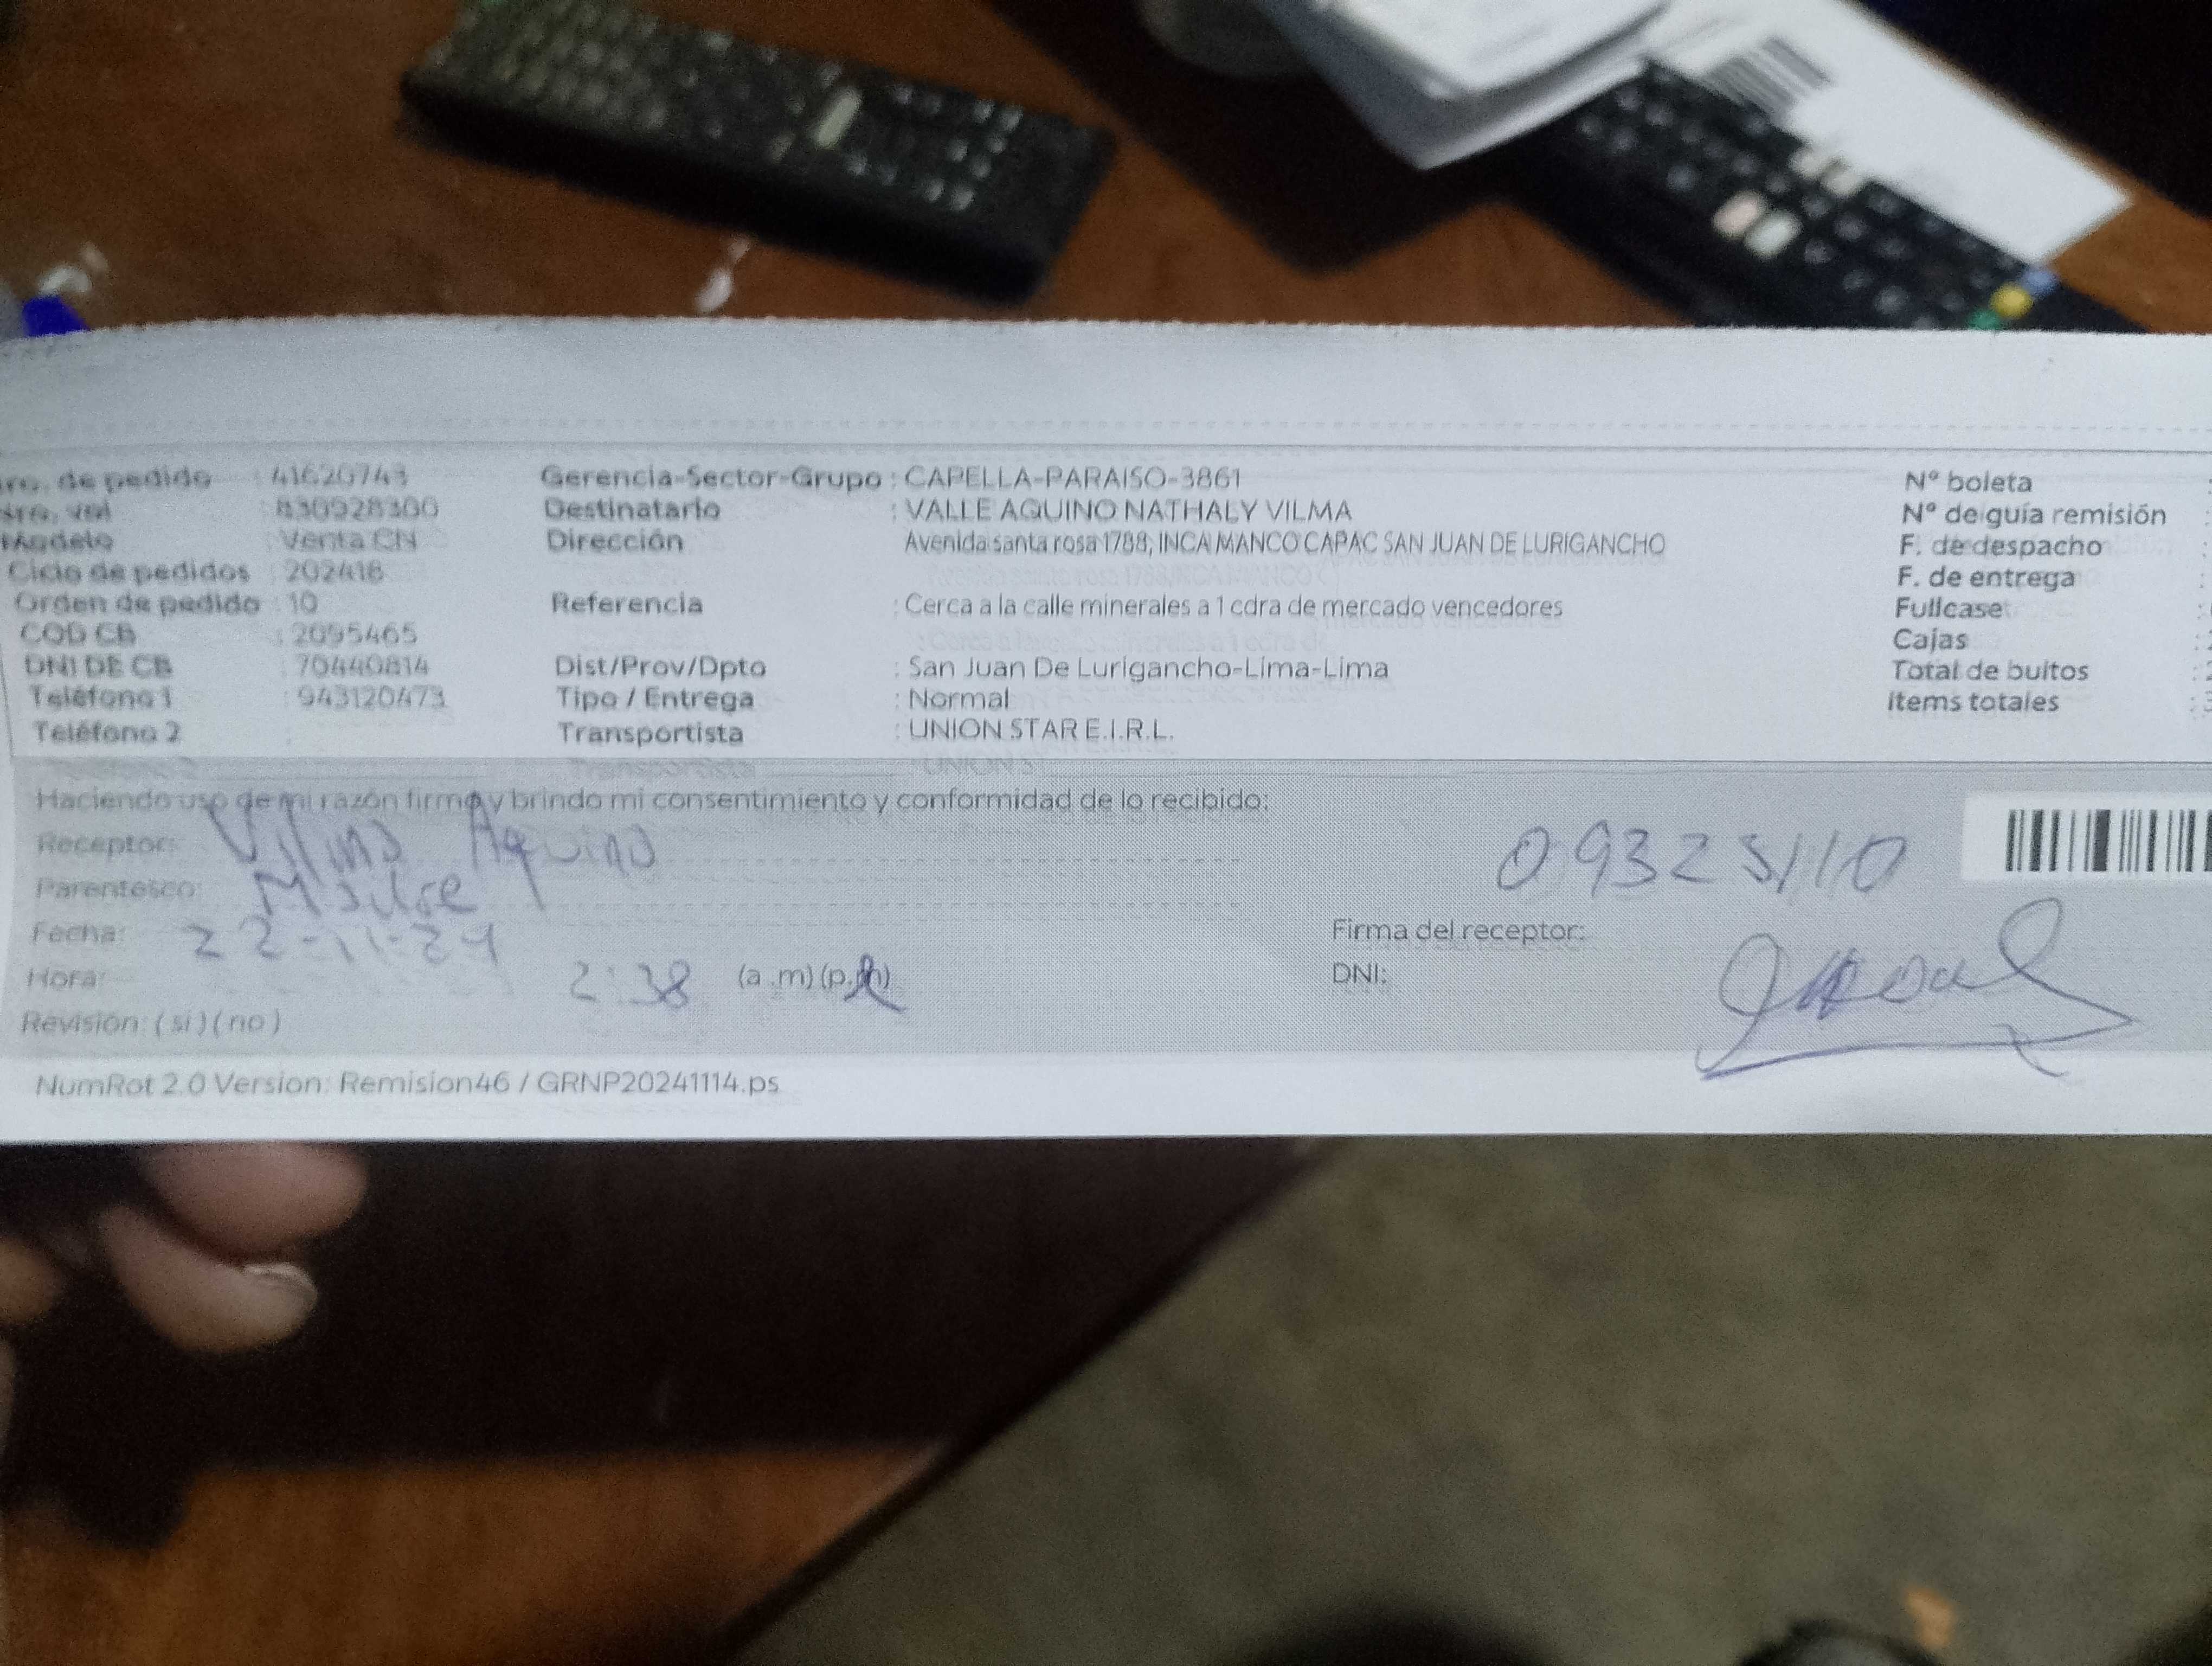 ro. de pedido : 41620743
Nro. vol : 830928300
Modelo : Venta CN
Ciclo de pedidos : 202418
Orden de pedido : 10
COD CB : 2095465
DNI DE CB : 70440814
Teléfono 1 : 943120473
Teléfono 2 :
Gerencia-Sector-Grupo : CAPELLA-PARAISO-3861
Destinatario : VALLE AQUINO NATHALY VILMA
Dirección Avenida santa rosa 1788, INCA MANCO CAPAC SAN JUAN DE LURIGANCHO
Referencia : Cerca a la calle minerales a 1 cdra de mercado vencedores
Dist/Prov/Dpto : San Juan De Lurigancho-Lima-Lima
Tipo / Entrega : Normal
Transportista : UNION STAR E.I.R.L.
N° boleta :
N° de guía remisión :
F. de despacho :
F. de entrega :
Fullcase :
Cajas :
Total de bultos :
Items totales :
Haciendo uso de mi razón firmo y brindo mi consentimiento y conformidad de lo recibido:
Receptor: Vilma Aquino
Parentesco: Madre
Fecha: 22-11-24
Hora: 2:38 (a.m)(p.m)
Revisión: (si)(no)
09325110
Firma del receptor:
DNI:
NumRot 2.0 Version: Remision46 / GRNP20241114.ps